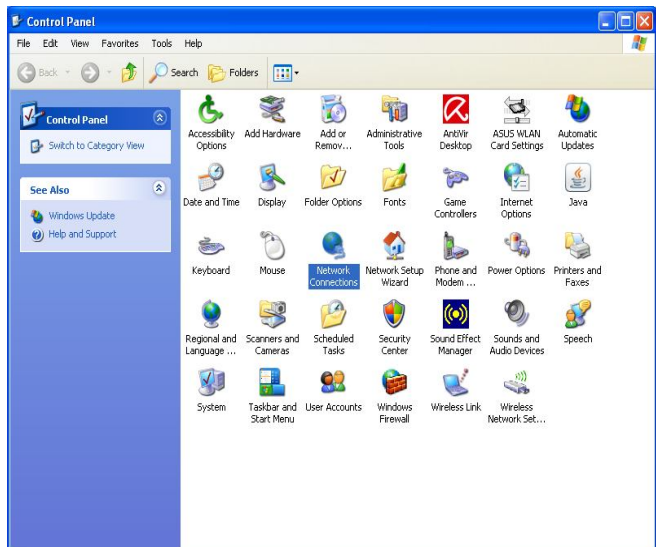 Control Panel
File Edit View Favorites Tools Help
Back Search Folders
Control Panel
Switch to Category View
See Also
Windows Update
Help and Support
Accessibility Options
Add Hardware
Add or Remov...
Administrative Tools
AntiVir Desktop
ASUS WLAN Card Settings
Automatic Updates
Date and Time
Display
Folder Options
Fonts
Game Controllers
Internet Options
Java
Keyboard
Mouse
Network Connections
Network Setup Wizard
Phone and Modem ...
Power Options
Printers and Faxes
Regional and Language ...
Scanners and Cameras
Scheduled Tasks
Security Center
Sound Effect Manager
Sounds and Audio Devices
Speech
System
Taskbar and Start Menu
User Accounts
Windows Firewall
Wireless Link
Wireless Network Set...